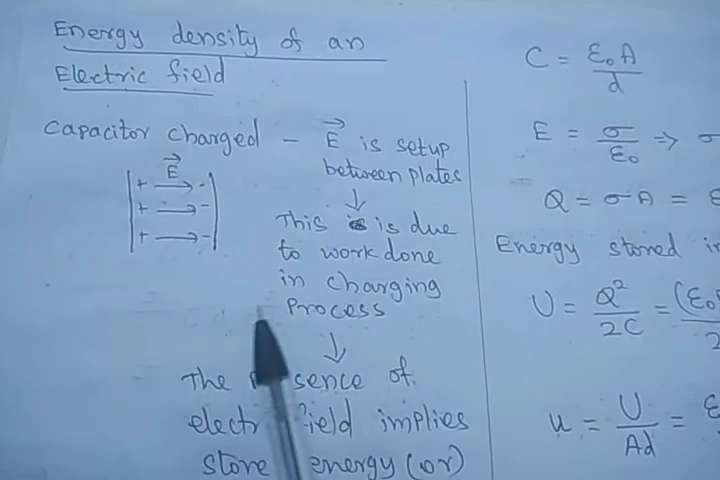 Energy density of an
Electric field
Capacitor charged - E is setup
between plates
E
+ -
+ -
+ -
↓
This is due
to work done
in charging
Process
↓
The sence of
electr field implies
store energy (or)
C = ε₀A/d
E = σ/ε₀ ⇒ σ
Q = σA = ε
Energy stored i
U = Q²/2C = (ε₀
2
u = U/Ad = ε